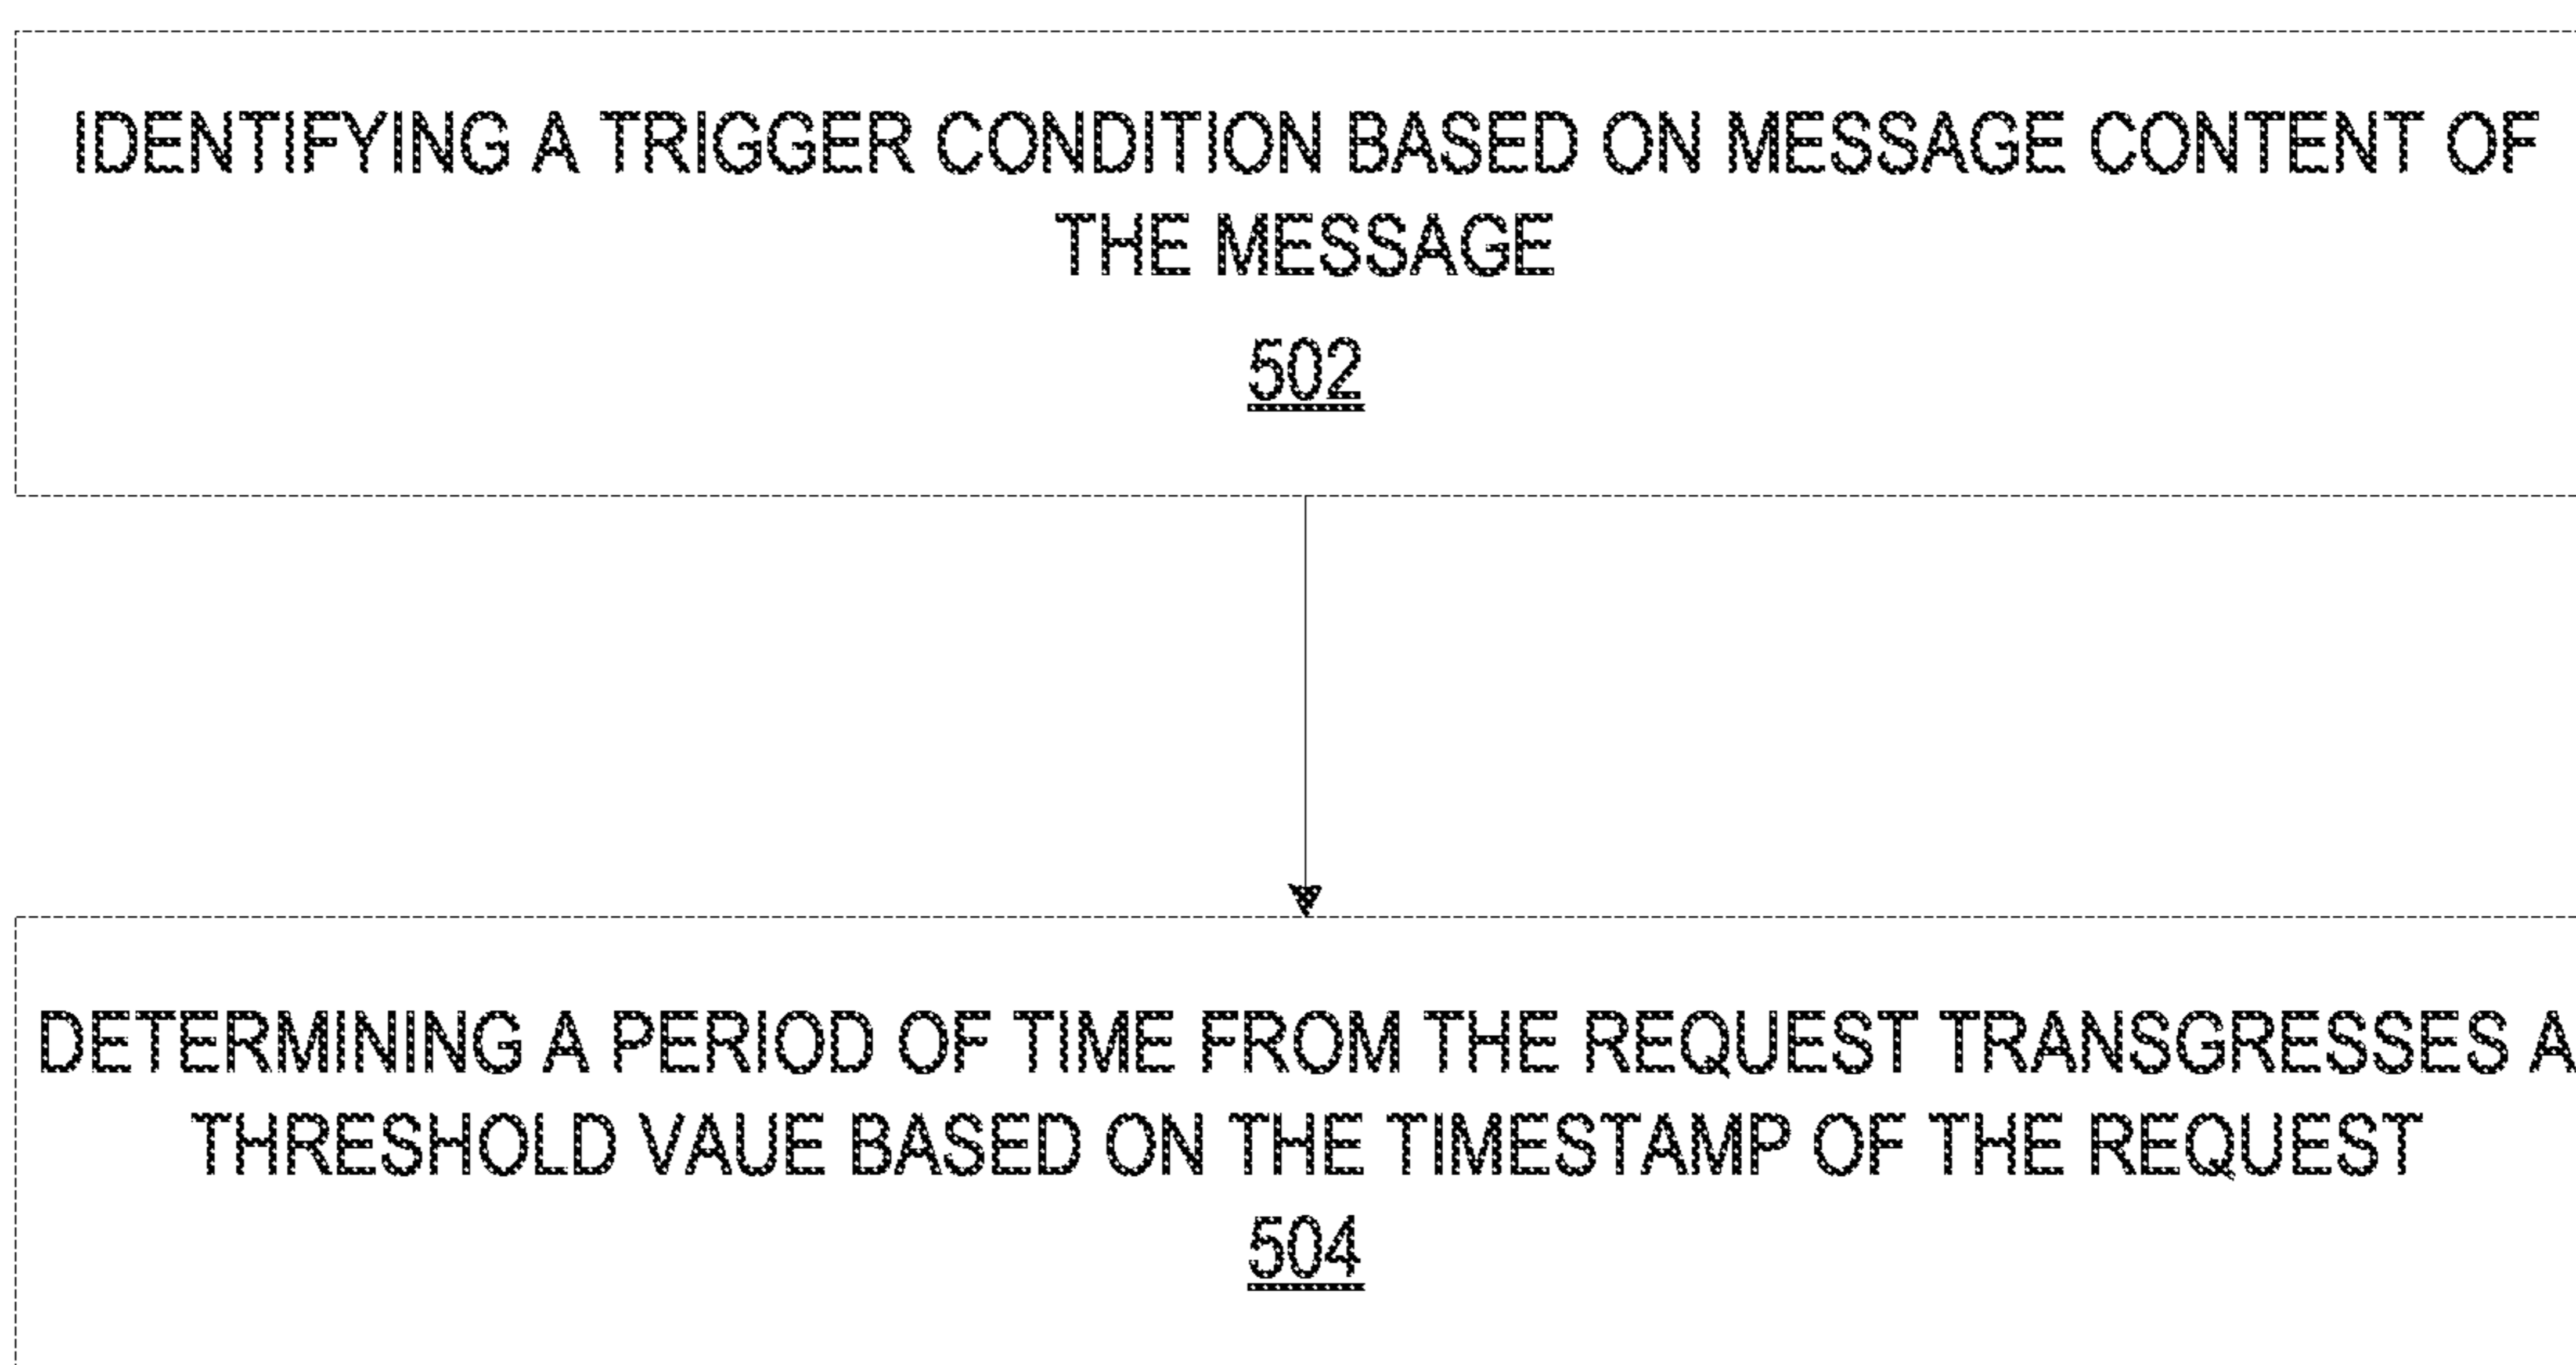 IDENTIFYING A TRIGGER CONDITION BASED ON MESSAGE CONTENT OF
THE MESSAGE
502
DETERMINING A PERIOD OF TIME FROM THE REQUEST TRANSGRESSES A
THRESHOLD VAUE BASED ON THE TIMESTAMP OF THE REQUEST
504